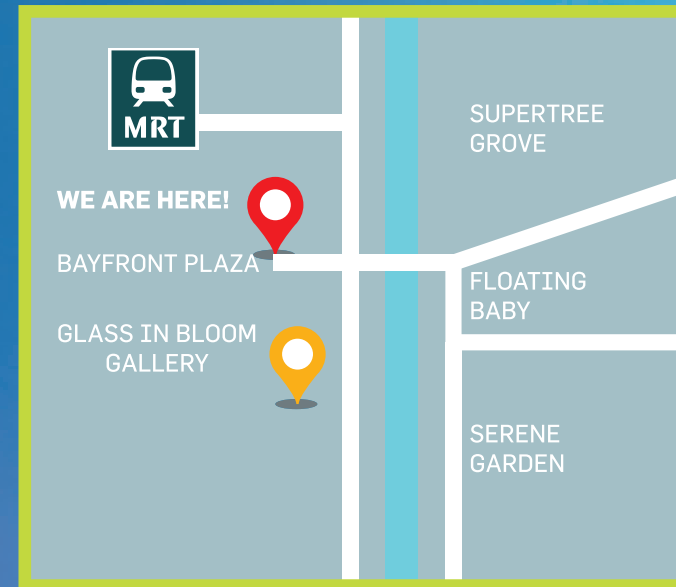 MRT
SUPERTREE
GROVE
WE ARE HERE!
BAYFRONT PLAZA
FLOATING
BABY
GLASS IN BLOOM
GALLERY
SERENE
GARDEN